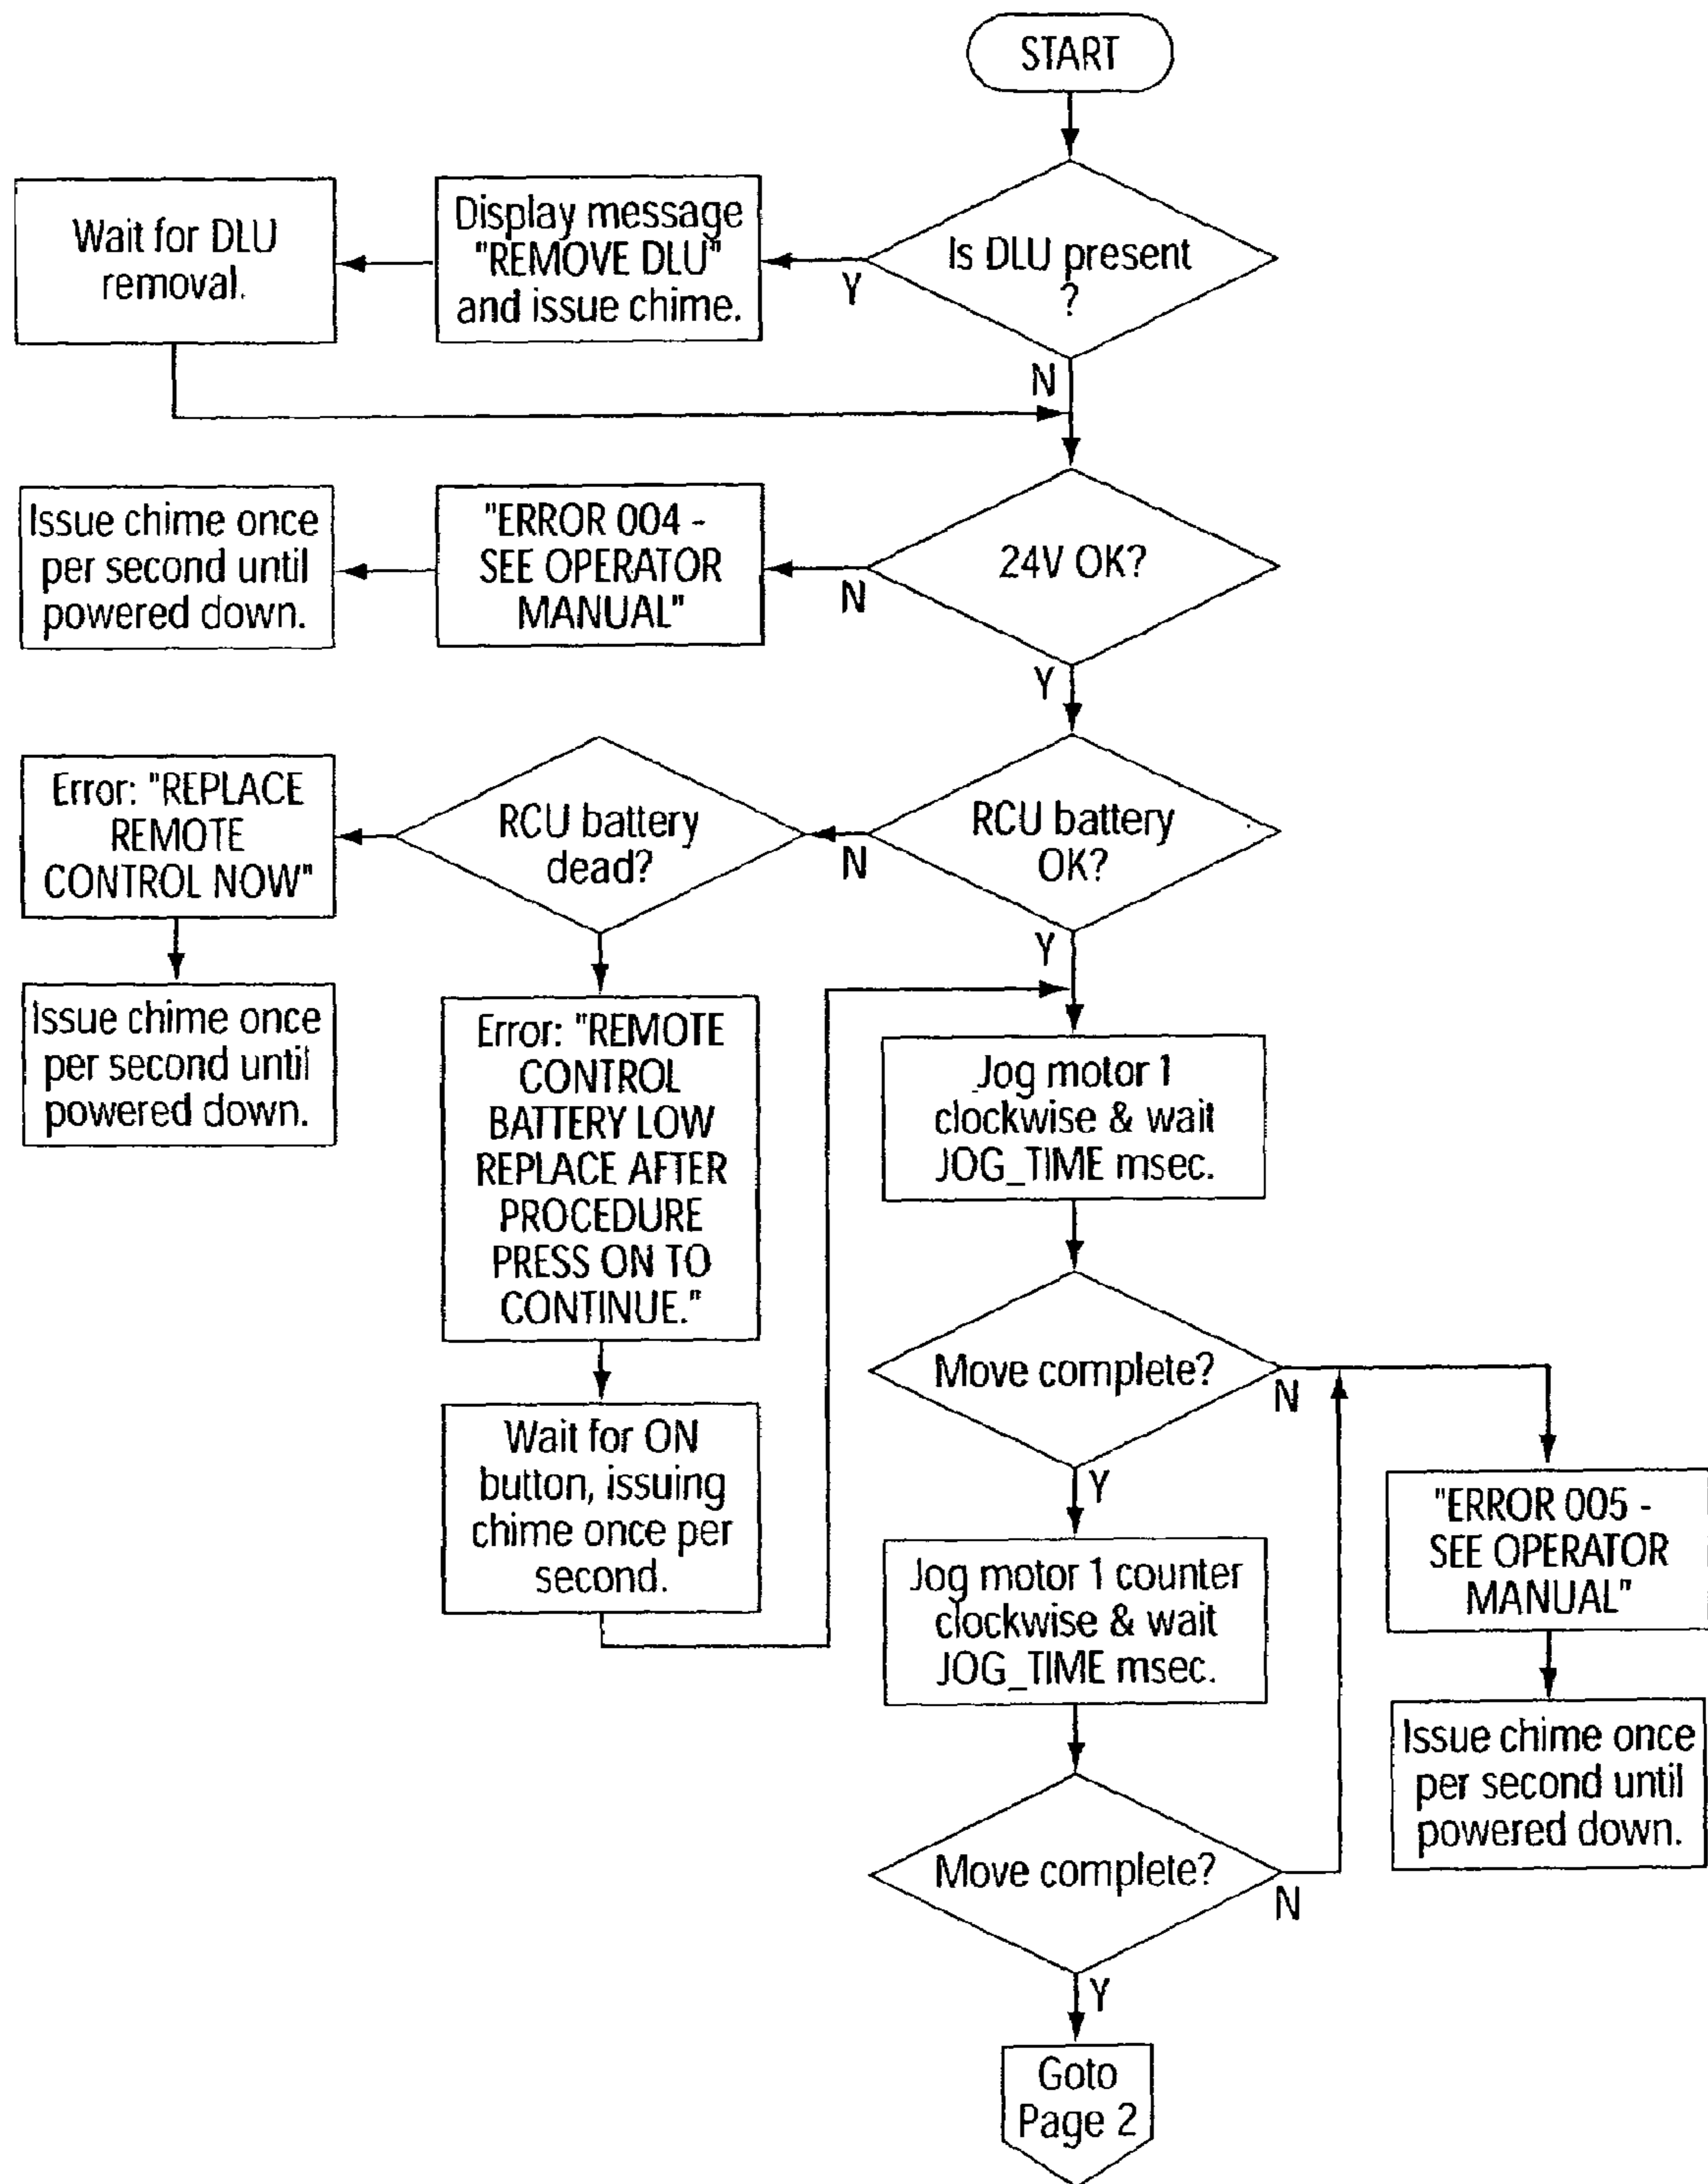 START
Is DLU present
?
Y
N
Display message
"REMOVE DLU"
and issue chime.
Wait for DLU
removal.
24V OK?
N
Y
"ERROR 004 -
SEE OPERATOR
MANUAL"
Issue chime once
per second until
powered down.
RCU battery
OK?
N
Y
RCU battery
dead?
Error: "REPLACE
REMOTE
CONTROL NOW"
Issue chime once
per second until
powered down.
Error: "REMOTE
CONTROL
BATTERY LOW
REPLACE AFTER
PROCEDURE
PRESS ON TO
CONTINUE."
Wait for ON
button, issuing
chime once per
second.
Jog motor 1
clockwise & wait
JOG_TIME msec.
Move complete?
N
Y
Jog motor 1 counter
clockwise & wait
JOG_TIME msec.
"ERROR 005 -
SEE OPERATOR
MANUAL"
Issue chime once
per second until
powered down.
Move complete?
N
Y
Goto
Page 2